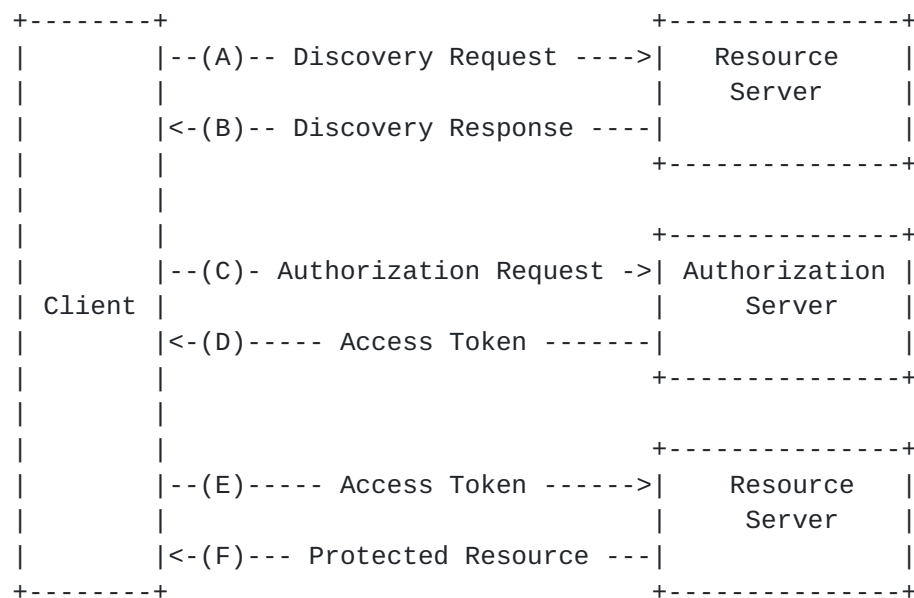 +--------+                               +---------------+
|        |--(A)-- Discovery Request ---->|   Resource    |
|        |                               |    Server     |
|        |<-(B)-- Discovery Response ----|               |
|        |                               +---------------+
|        |
|        |                               +---------------+
|        |--(C)- Authorization Request ->| Authorization |
| Client |                               |     Server    |
|        |<-(D)----- Access Token -------|               |
|        |                               +---------------+
|        |
|        |                               +---------------+
|        |--(E)----- Access Token ------>|    Resource   |
|        |                               |     Server    |
|        |<-(F)--- Protected Resource ---|               |
+--------+                               +---------------+